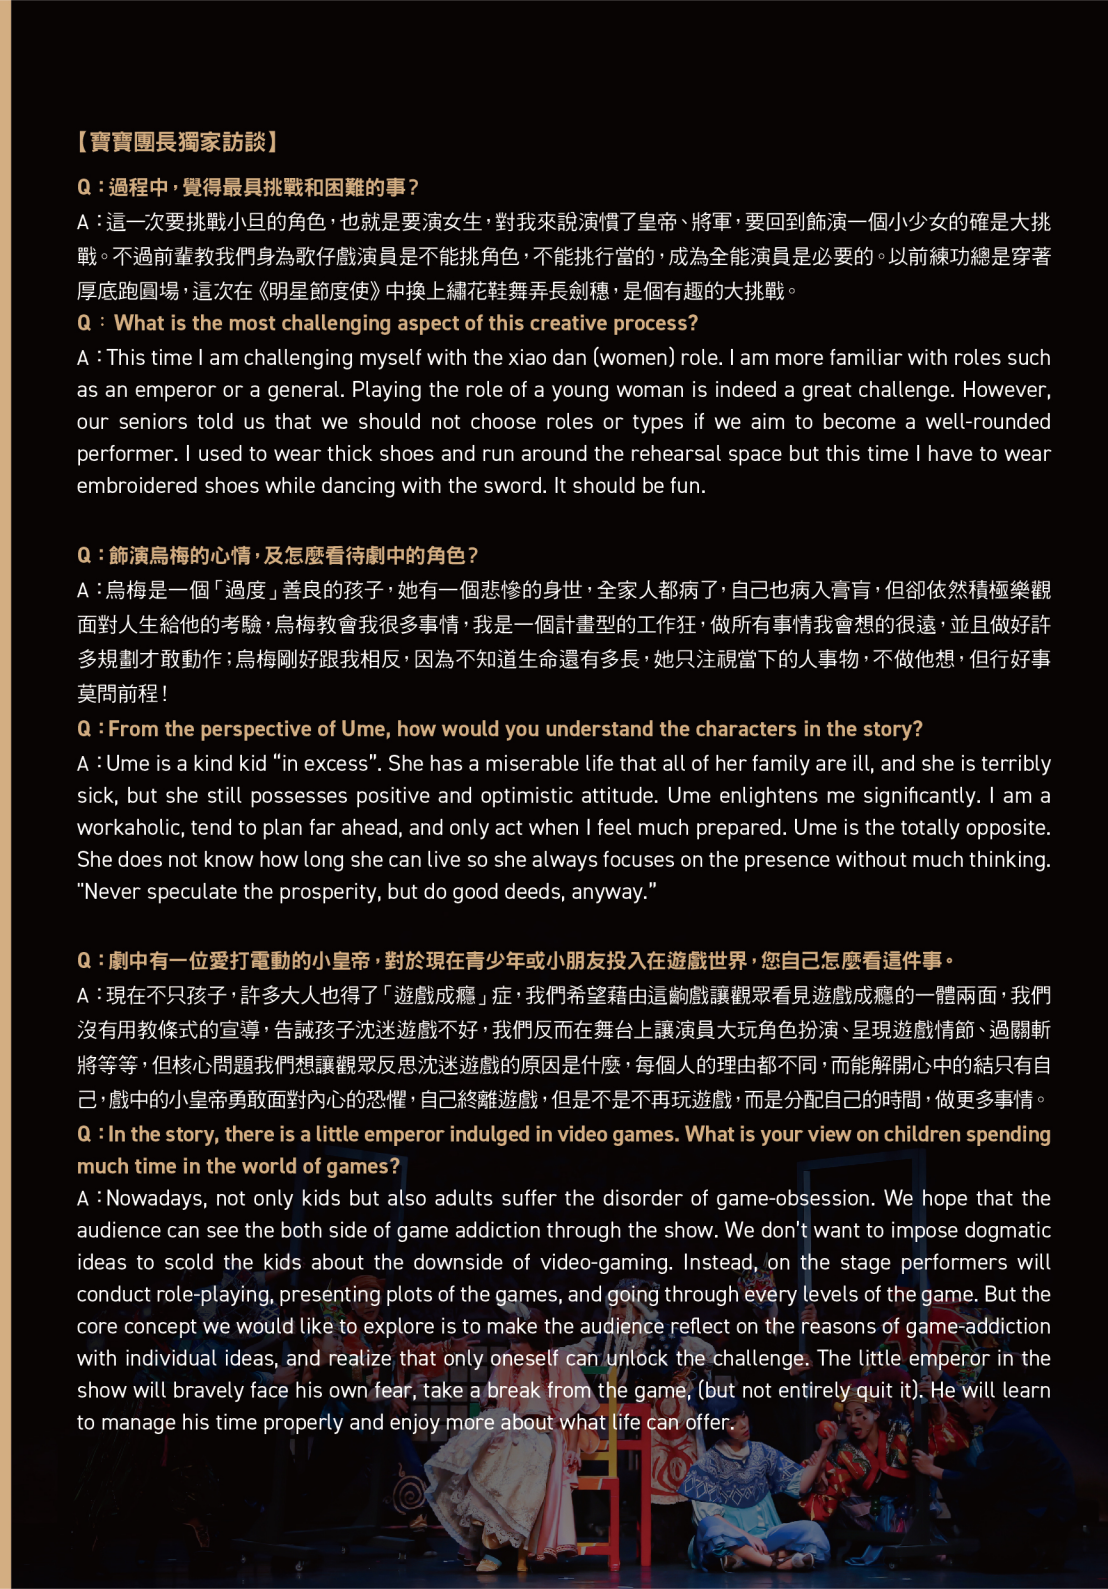 【寶寶團長獨家訪談】
Q：過程中，覺得最具挑戰和困難的事？
A：這一次要挑戰小旦的角色，也就是要演女生，對我來說演慣了皇帝、將軍，要回到飾演一個小少女的確是大挑
戰。不過前輩教我們身為歌仔戲演員是不能挑角色，不能挑行當的，成為全能演員是必要的。以前練功總是穿著
厚底跑圓場，這次在《明星節度使》中換上繡花鞋舞弄長劍穗，是個有趣的大挑戰。
Q：What is the most challenging aspect of this creative process?
A：This time I am challenging myself with the xiao dan (women) role. I am more familiar with roles such
as an emperor or a general. Playing the role of a young woman is indeed a great challenge. However,
our seniors told us that we should not choose roles or types if we aim to become a well-rounded
performer. I used to wear thick shoes and run around the rehearsal space but this time I have to wear
embroidered shoes while dancing with the sword. It should be fun.
Q：飾演烏梅的心情，及怎麼看待劇中的角色？
A：烏梅是一個「過度」善良的孩子，她有一個悲慘的身世，全家人都病了，自己也病入膏肓，但卻依然積極樂觀
面對人生給他的考驗，烏梅教會我很多事情，我是一個計畫型的工作狂，做所有事情我會想的很遠，並且做好許
多規劃才敢動作；烏梅剛好跟我相反，因為不知道生命還有多長，她只注視當下的人事物，不做他想，但行好事
莫問前程！
Q：From the perspective of Ume, how would you understand the characters in the story?
A：Ume is a kind kid “in excess”. She has a miserable life that all of her family are ill, and she is terribly
sick, but she still possesses positive and optimistic attitude. Ume enlightens me significantly. I am a
workaholic, tend to plan far ahead, and only act when I feel much prepared. Ume is the totally opposite.
She does not know how long she can live so she always focuses on the presence without much thinking.
"Never speculate the prosperity, but do good deeds, anyway.”
Q：劇中有一位愛打電動的小皇帝，對於現在青少年或小朋友投入在遊戲世界，您自己怎麼看這件事。
A：現在不只孩子，許多大人也得了「遊戲成癮」症，我們希望藉由這齣戲讓觀眾看見遊戲成癮的一體兩面，我們
沒有用教條式的宣導，告誡孩子沈迷遊戲不好，我們反而在舞台上讓演員大玩角色扮演、呈現遊戲情節、過關斬
將等等，但核心問題我們想讓觀眾反思沈迷遊戲的原因是什麼，每個人的理由都不同，而能解開心中的結只有自
己，戲中的小皇帝勇敢面對內心的恐懼，自己終離遊戲，但是不是不再玩遊戲，而是分配自己的時間，做更多事情。
Q：In the story, there is a little emperor indulged in video games. What is your view on children spending
much time in the world of games?
A：Nowadays, not only kids but also adults suffer the disorder of game-obsession. We hope that the
audience can see the both side of game addiction through the show. We don’t want to impose dogmatic
ideas to scold the kids about the downside of video-gaming. Instead, on the stage performers will
conduct role-playing, presenting plots of the games, and going through every levels of the game. But the
core concept we would like to explore is to make the audience reflect on the reasons of game-addiction
with individual ideas, and realize that only oneself can unlock the challenge. The little emperor in the
show will bravely face his own fear, take a break from the game, (but not entirely quit it). He will learn
to manage his time properly and enjoy more about what life can offer.